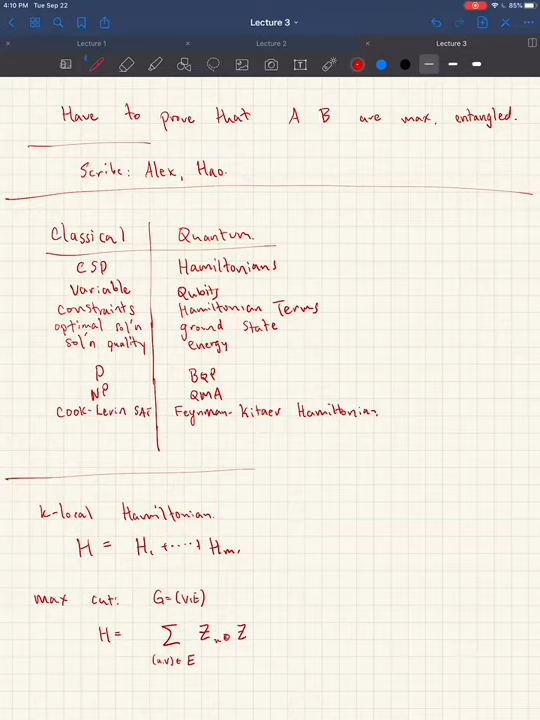 4:10 PM Tue Sep 22 85%
Lecture 3
Lecture 1 Lecture 2 Lecture 3
Have to prove that A B are max. entangled.
Scribe: Alex, Hao.
Classical Quantum.
CSP Hamiltonians
Variable Qubits
Constraints Hamiltonian Terms
optimal sol'n ground state
sol'n quality energy
P BQP
NP QMA
Cook-Levin SAT Feynman-Kitaev Hamiltonian
k-local Hamiltonian.
H = H₁ + ····+ Hₘ.
max cut: G=(V,E)
H = ∑ Zᵤ⊗ Z
(u,v)∈E